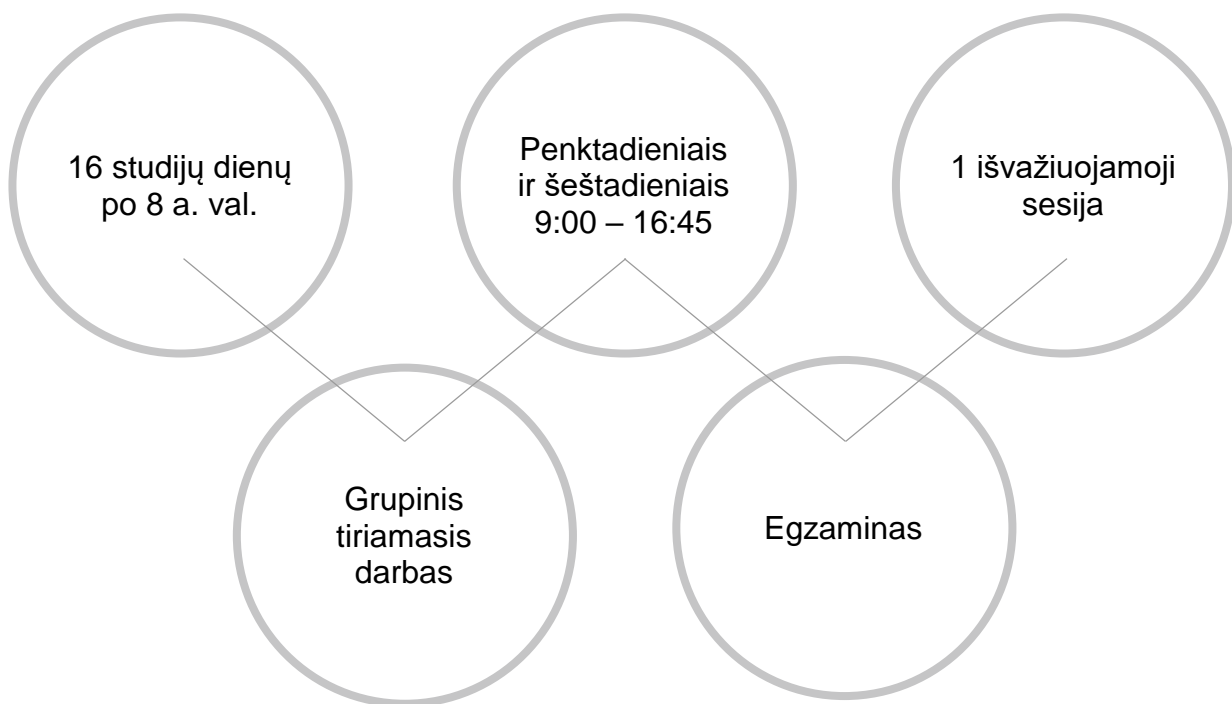 16 studijų dienų
po 8 a. val.
Penktadieniais
ir šeštadieniais
9:00 – 16:45
1 išvažiuojamoji
sesija
Grupinis
tiriamasis
darbas
Egzaminas